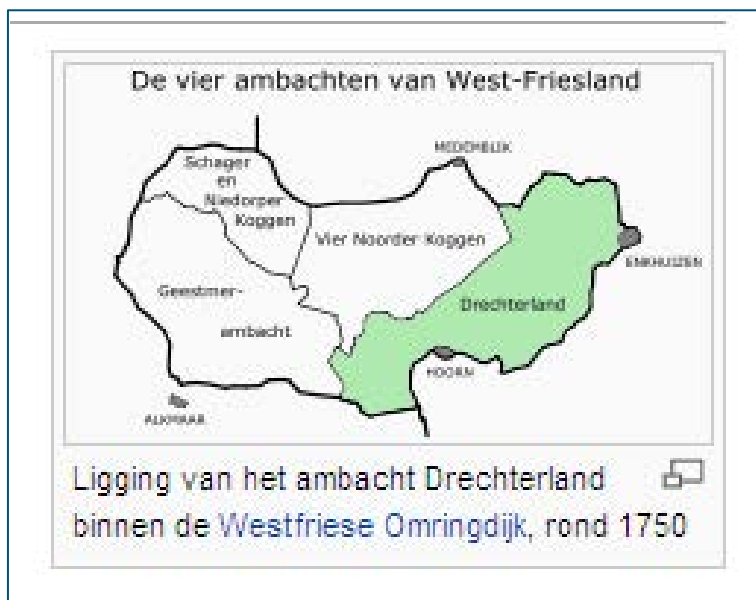 De vier ambachten van West-Friesland
MEDEMBLIK
Schager
en
Niedorper
Koggen
Vier Noorder Koggen
ENKHUIZEN
Geestmer-
ambacht
Drechterland
HOORN
ALKMAAR
Ligging van het ambacht Drechterland
binnen de Westfriese Omringdijk, rond 1750